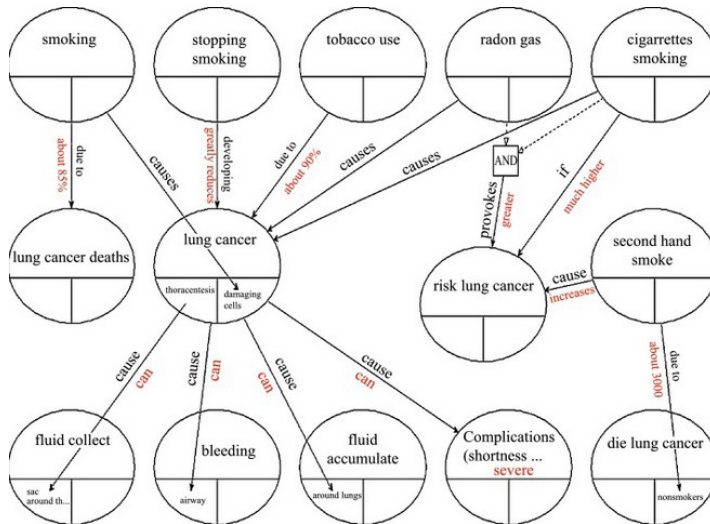 smoking
stopping
smoking
tobacco use
radon gas
cigarrettes
smoking
due to
about 85%
causes
developing
greatly reduces
due to
about 90%
causes
causes
AND
provokes
greater
if
much higher
lung cancer deaths
lung cancer
thoracentesis
damaging
cells
risk lung cancer
second hand
smoke
cause
increases
cause
can
cause
can
cause
can
cause
can
due to
about 3000
fluid collect
sac
around th...
bleeding
airway
fluid
accumulate
around lungs
Complications
(shortness ...
severe
die lung cancer
nonsmokers